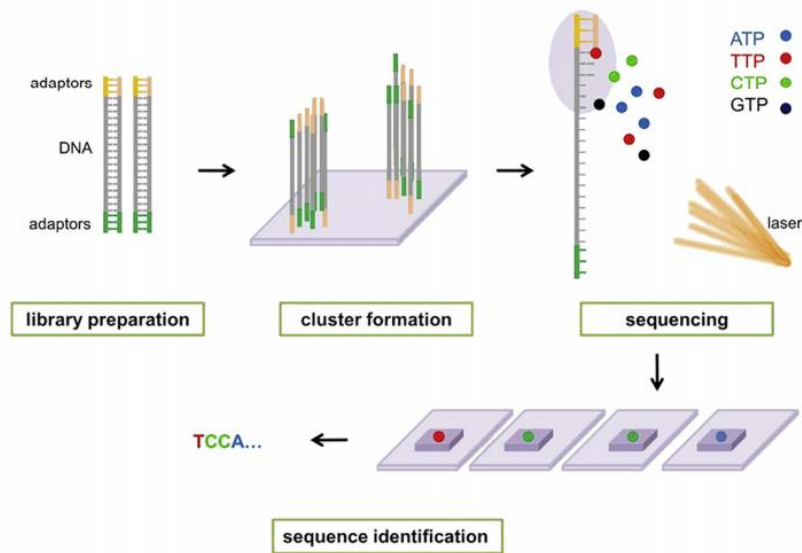 adaptors
DNA
adaptors
ATP
TTP
CTP
GTP
laser
library preparation
cluster formation
sequencing
TCCA...
sequence identification